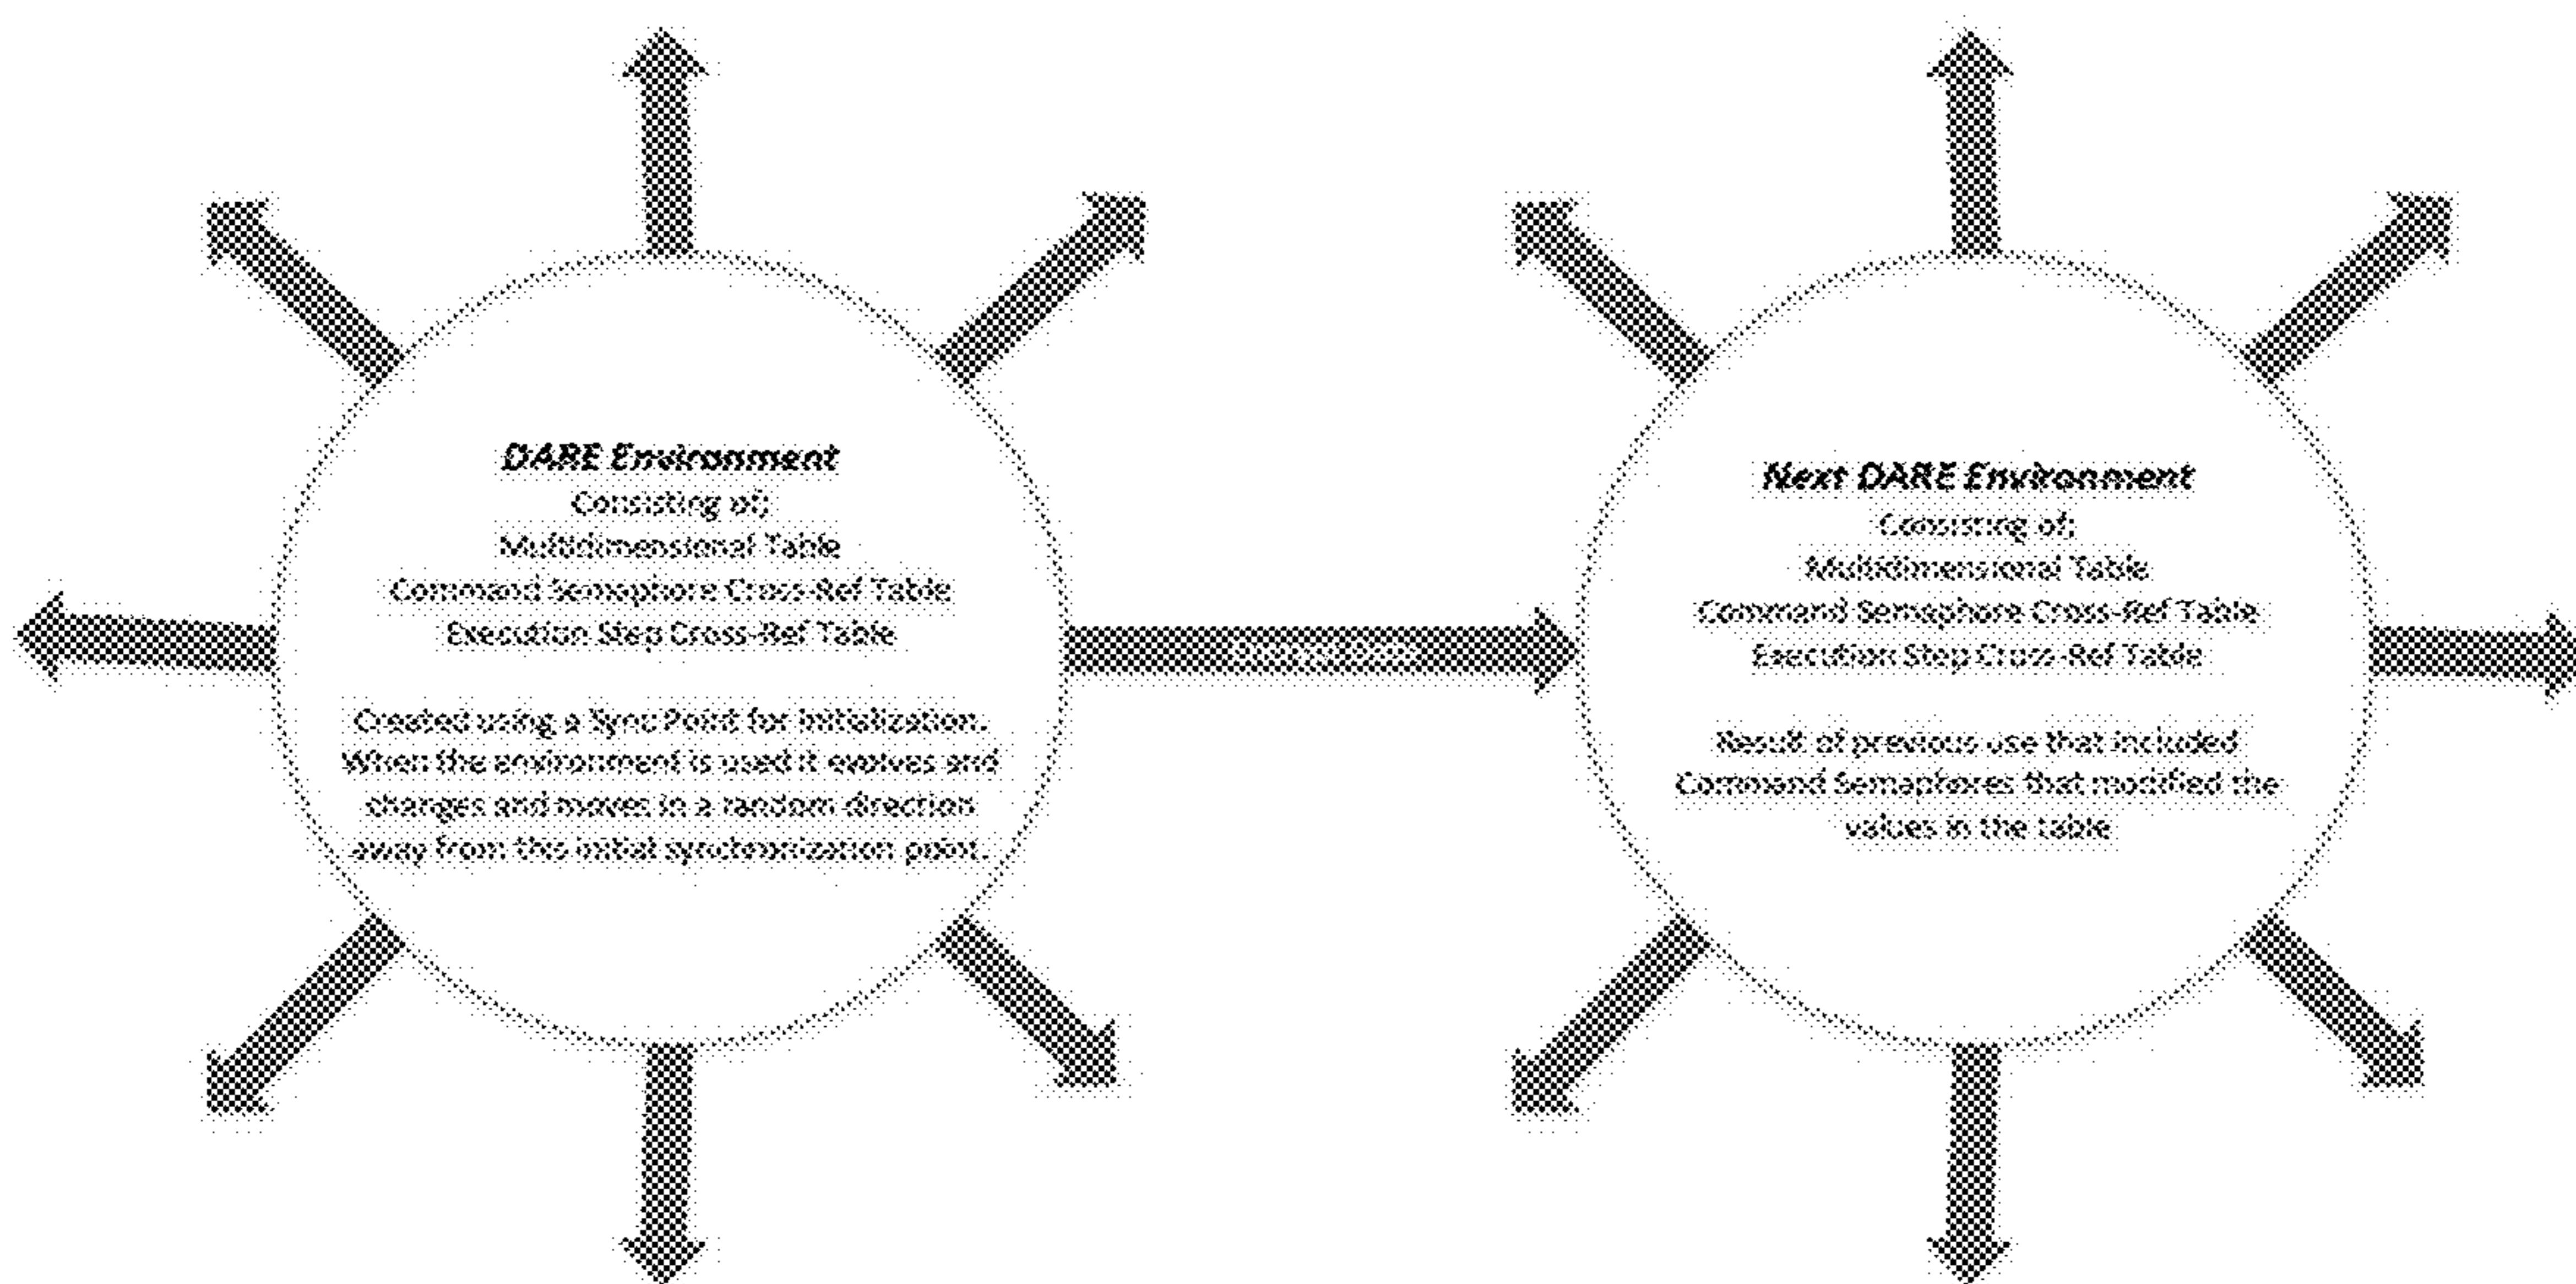 DARE Environment
Consisting of;
Multidimensional Table
Command Semaphore Cross-Ref Table
Execution Step Cross-Ref Table
Created using a Sync Point for Initialization.
When the environment is used it evolves and
changes and moves in a random direction
away from the initial synchronization point.
Next DARE Environment
Consisting of;
Multidimensional Table
Command Semaphore Cross-Ref Table
Execution Step Cross-Ref Table
Result of previous use that included
Command Semaphores that modified the
values in the table